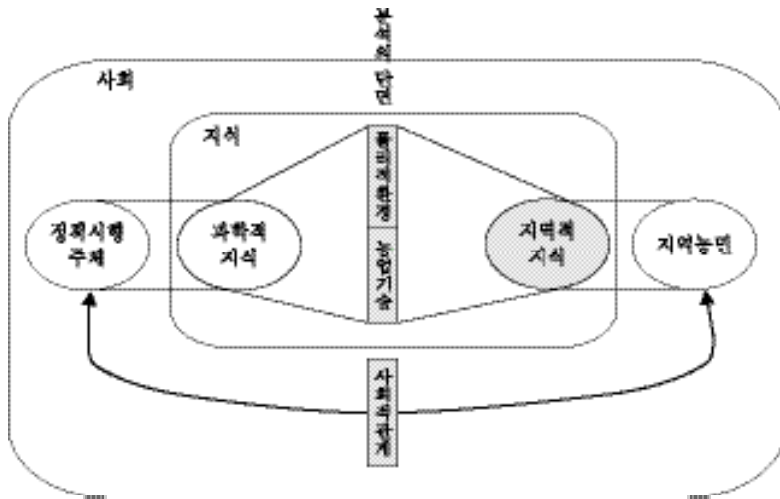 분석의 단면
사회
지식
물리적환경
정책시행
주체
과학적
지식
지역적
지식
지역농민
농업기술
사회적관계